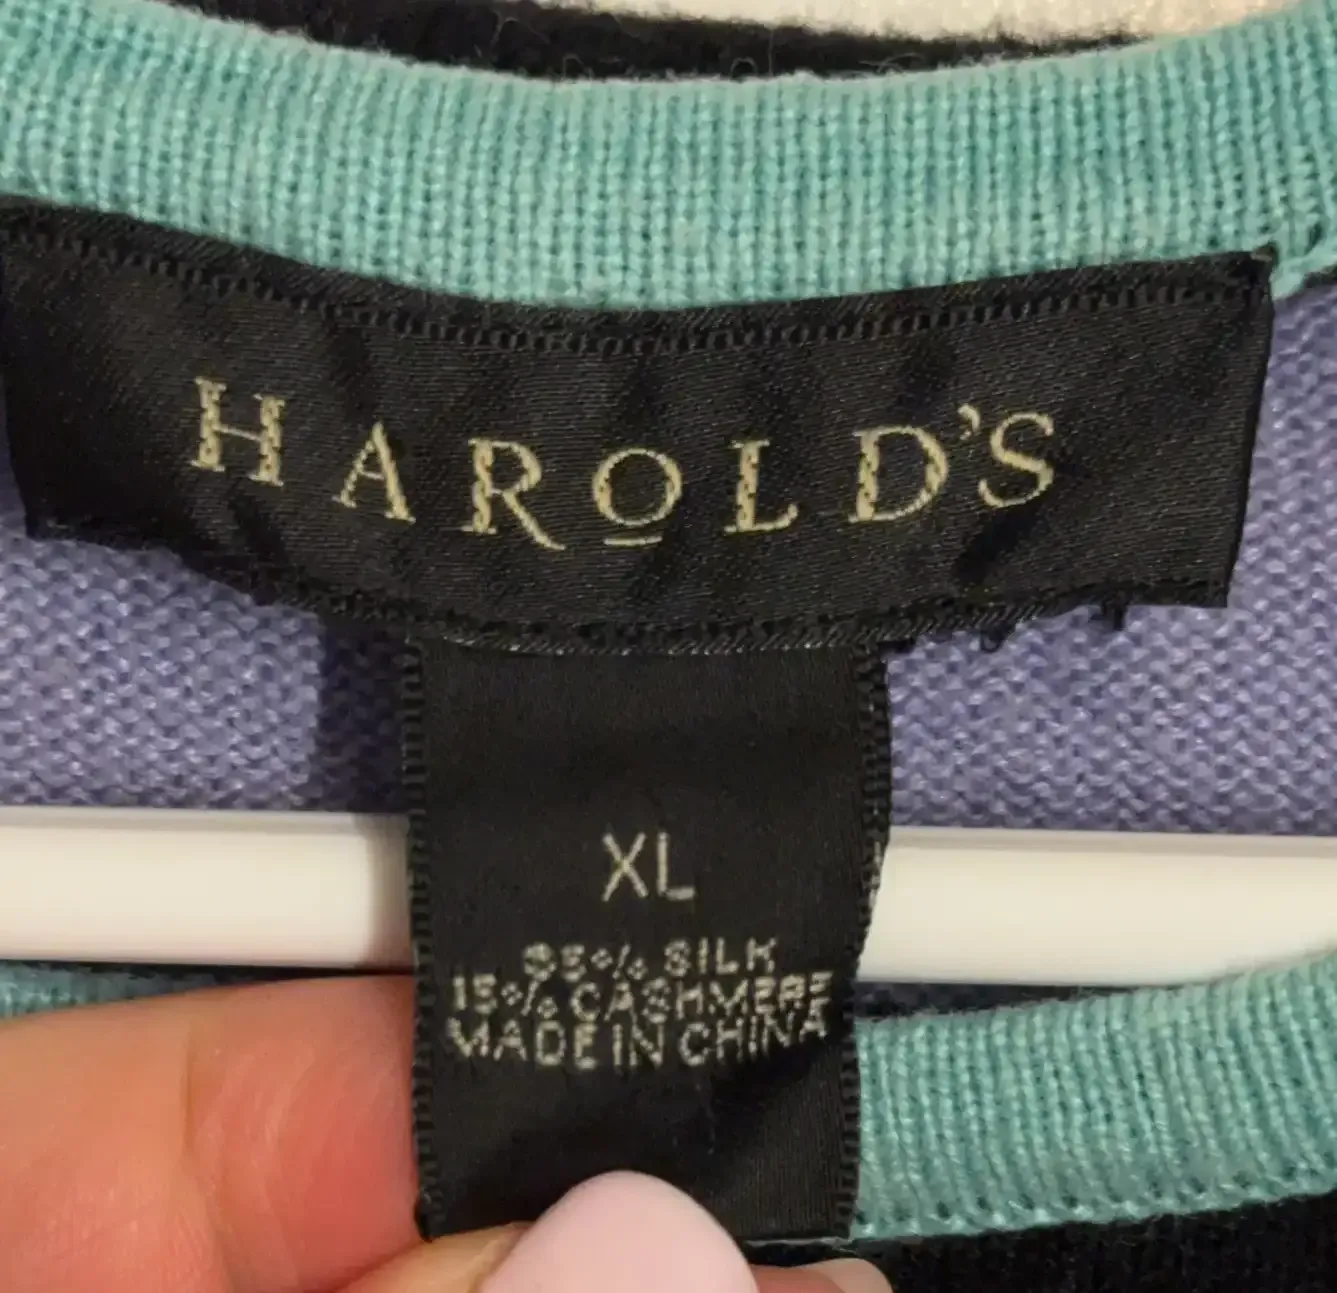 HAROLD'S
XL
85% SILK
15% CASHMERE
MADE IN CHINA